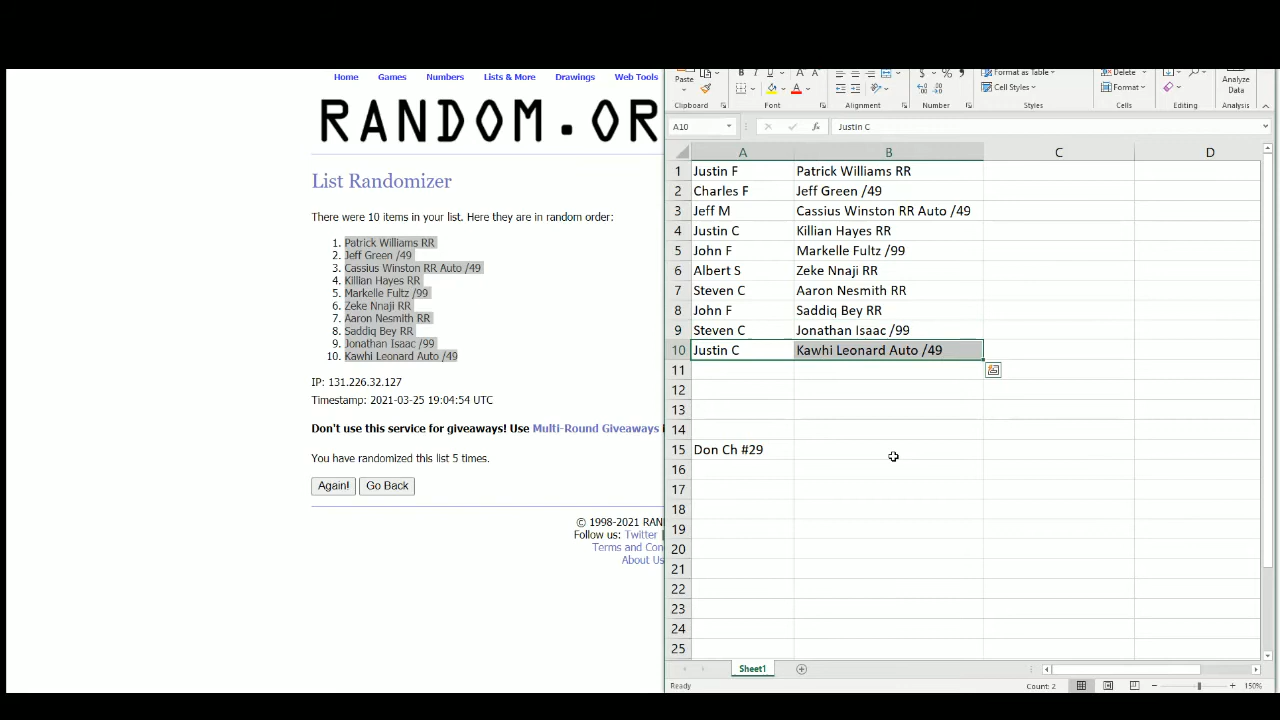 Home Games Numbers Lists & More Drawings Web Tools
RANDOM.OR
List Randomizer
There were 10 items in your list. Here they are in random order:
1. Patrick Williams RR
2. Jeff Green /49
3. Cassius Winston RR Auto /49
4. Killian Hayes RR
5. Markelle Fultz /99
6. Zeke Nnaji RR
7. Aaron Nesmith RR
8. Saddiq Bey RR
9. Jonathan Isaac /99
10. Kawhi Leonard Auto /49
IP: 131.226.32.127
Timestamp: 2021-03-25 19:04:54 UTC
Don't use this service for giveaways! Use Multi-Round Giveaways
You have randomized this list 5 times.
Again! Go Back
© 1998-2021 RAN
Follow us: Twitter
Terms and Con
About Us
Paste B I U A A $ % Format as Table Delete Analyze
Cell Styles Format Data
Clipboard Font Alignment Number Styles Cells Editing Analysis
A10 fx Justin C
A B C D
1 Justin F Patrick Williams RR
2 Charles F Jeff Green /49
3 Jeff M Cassius Winston RR Auto /49
4 Justin C Killian Hayes RR
5 John F Markelle Fultz /99
6 Albert S Zeke Nnaji RR
7 Steven C Aaron Nesmith RR
8 John F Saddiq Bey RR
9 Steven C Jonathan Isaac /99
10 Justin C Kawhi Leonard Auto /49
11
12
13
14
15 Don Ch #29
16
17
18
19
20
21
22
23
24
25
Sheet1
Ready Count: 2 150%